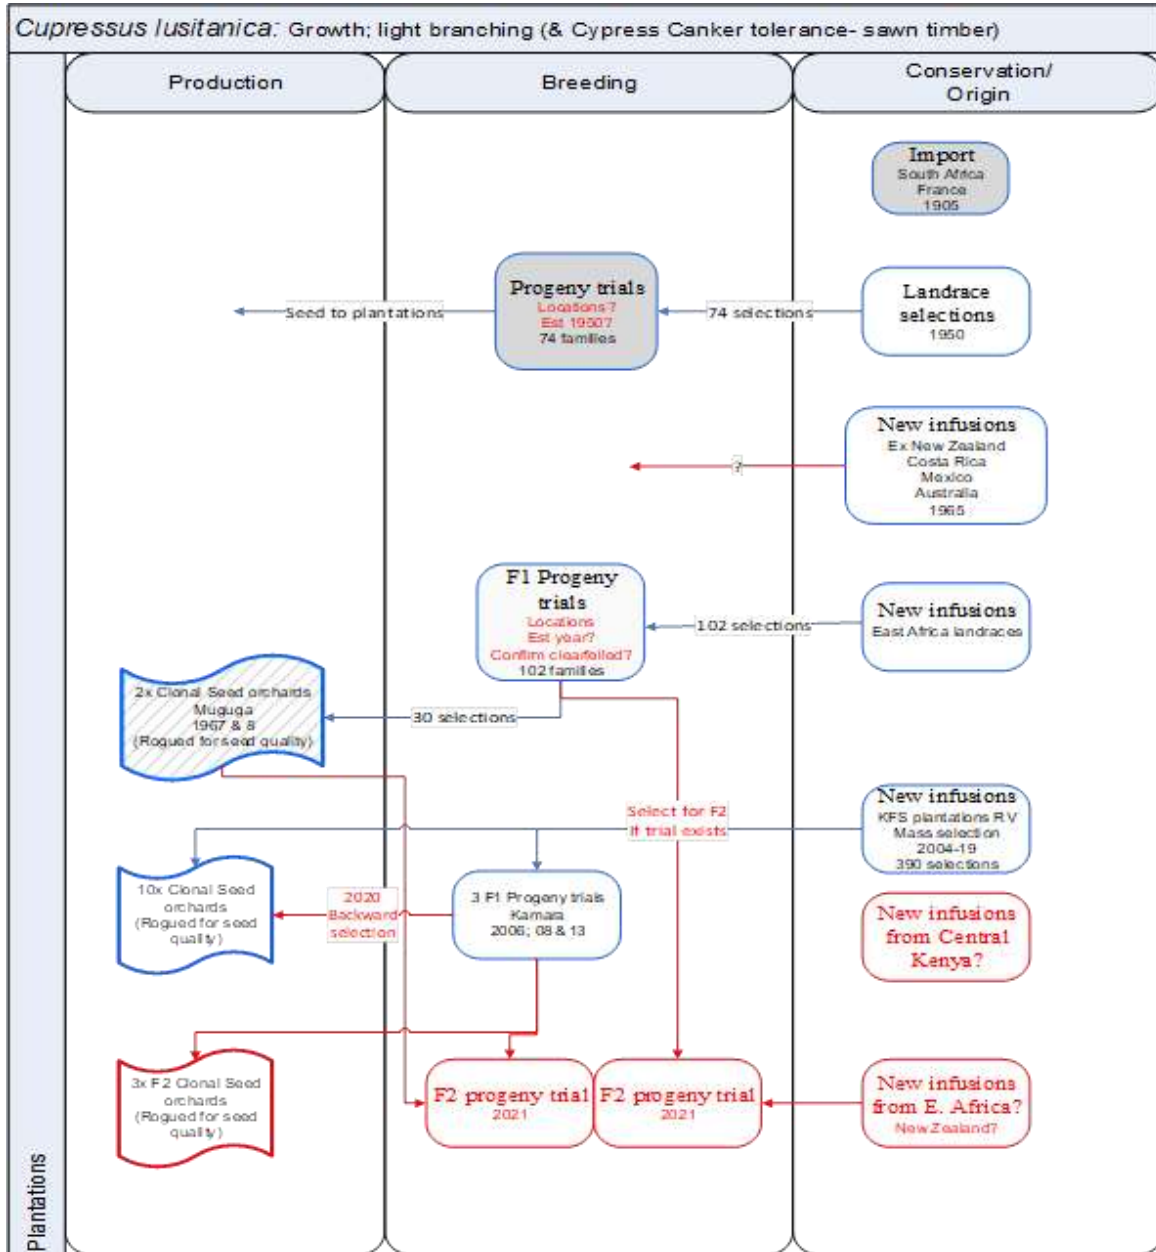 Cupressus lusitanica: Growth; light branching (& Cypress Canker tolerance- sawn timber)
Production
Breeding
Conservation/
Origin
Import
South Africa
France
1905
Progeny trials
Locations?
Est 1950?
74 families
Seed to plantations
74 selections
Landrace
selections
1950
New infusions
Ex New Zealand
Costa Rica
Mexico
Australia
1965
?
F1 Progeny
trials
Locations
Est year?
Confirm clearfelled?
102 families
102 selections
New infusions
East Africa landraces
2x Clonal Seed orchards
Muguga
1967 & 8
(Rogued for seed quality)
30 selections
Select for F2
If trial exists
New infusions
KFS plantations RV
Mass selection
2004-19
390 selections
10x Clonal Seed
orchards
(Rogued for seed
quality)
2020
Backward
selection
3 F1 Progeny trials
Kamara
2006; 08 & 13
New infusions
from Central
Kenya?
3x F2 Clonal Seed
orchards
(Rogued for seed
quality)
F2 progeny trial
2021
F2 progeny trial
2021
New infusions
from E. Africa?
New Zealand?
Plantations